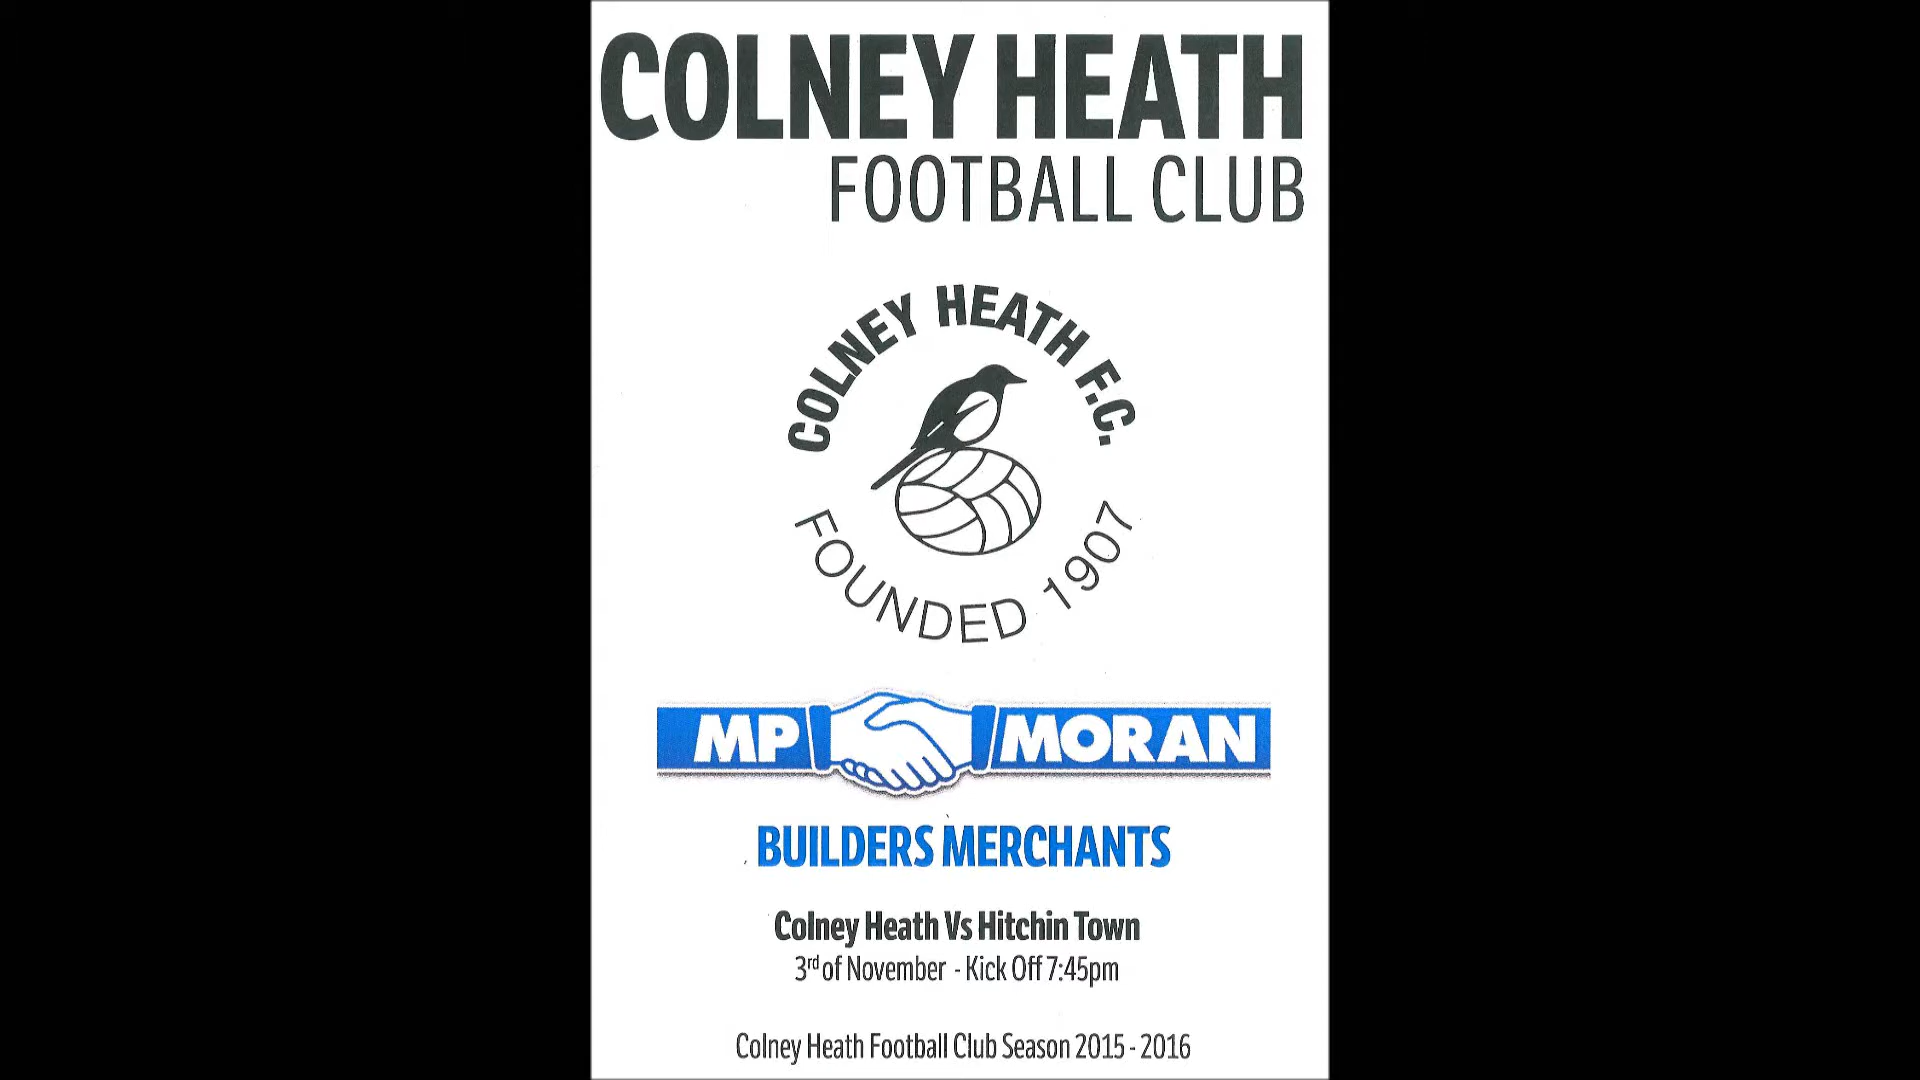 COLNEY HEATH
FOOTBALL CLUB
COLNEY HEATH F.C.
FOUNDED 1907
MP MORAN
BUILDERS MERCHANTS
Colney Heath Vs Hitchin Town
3rd of November - Kick Off 7:45pm
Colney Heath Football Club Season 2015 - 2016